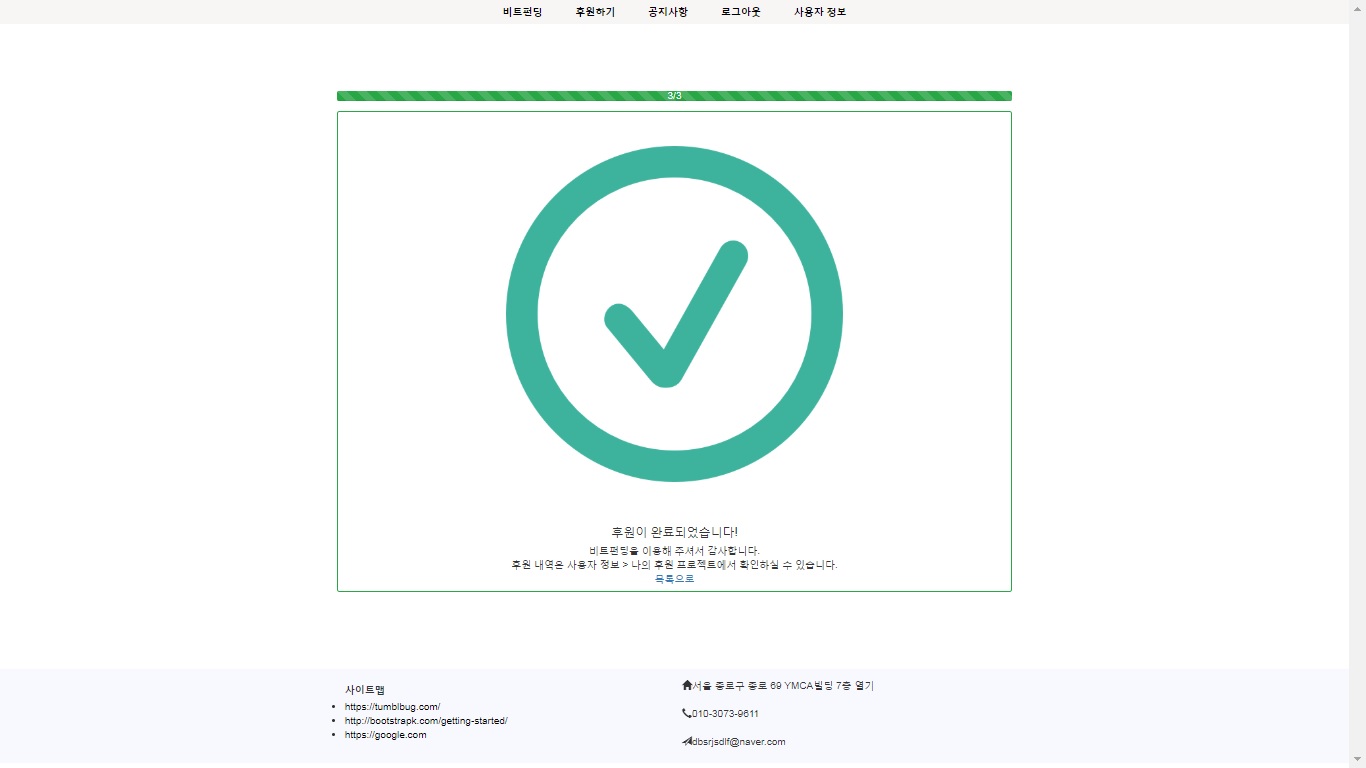 비트펀딩 후원하기 공지사항 로그아웃 사용자 정보
3/3
후원이 완료되었습니다!
비트펀딩을 이용해 주셔서 감사합니다.
후원 내역은 사용자 정보 > 나의 후원 프로젝트에서 확인하실 수 있습니다.
목록으로
사이트맵
https://tumblbug.com/
http://bootstrapk.com/getting-started/
https://google.com
서울 종로구 종로 69 YMCA빌딩 7층 열기
010-3073-9611
dbsrjsdlf@naver.com